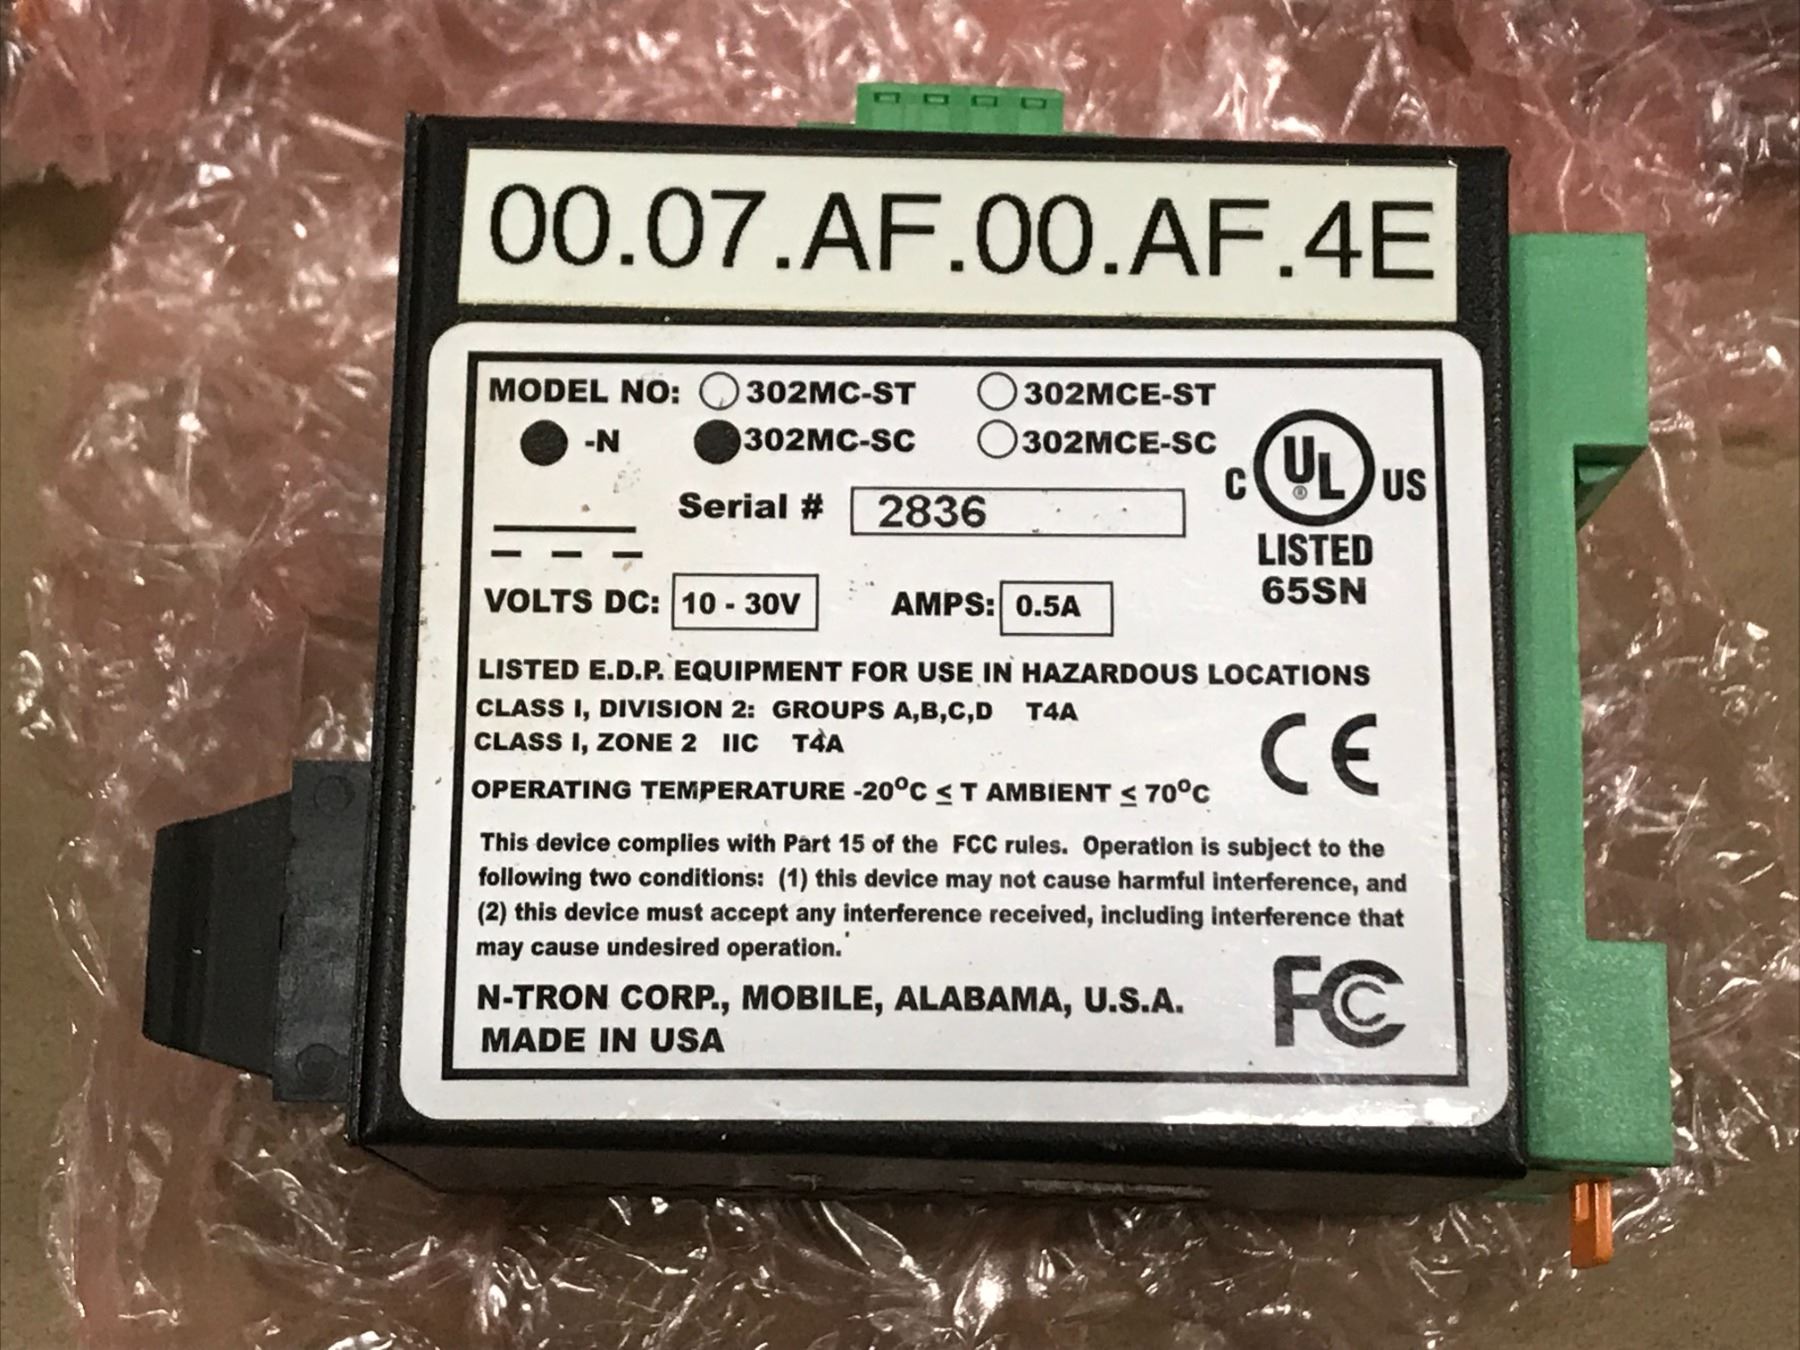 00.07.AF.00.AF.4E
MODEL NO: 302MC-ST 302MCE-ST
-N 302MC-SC 302MCE-SC
C UL ® US
Serial # 2836
LISTED
65SN
VOLTS DC: 10 - 30V AMPS: 0.5A
LISTED E.D.P. EQUIPMENT FOR USE IN HAZARDOUS LOCATIONS
CLASS I, DIVISION 2: GROUPS A,B,C,D T4A
CLASS I, ZONE 2 IIC T4A
CE
OPERATING TEMPERATURE -20°C ≤ T AMBIENT ≤ 70°C
This device complies with Part 15 of the FCC rules. Operation is subject to the
following two conditions: (1) this device may not cause harmful interference, and
(2) this device must accept any interference received, including interference that
may cause undesired operation.
N-TRON CORP., MOBILE, ALABAMA, U.S.A.
FCC
MADE IN USA